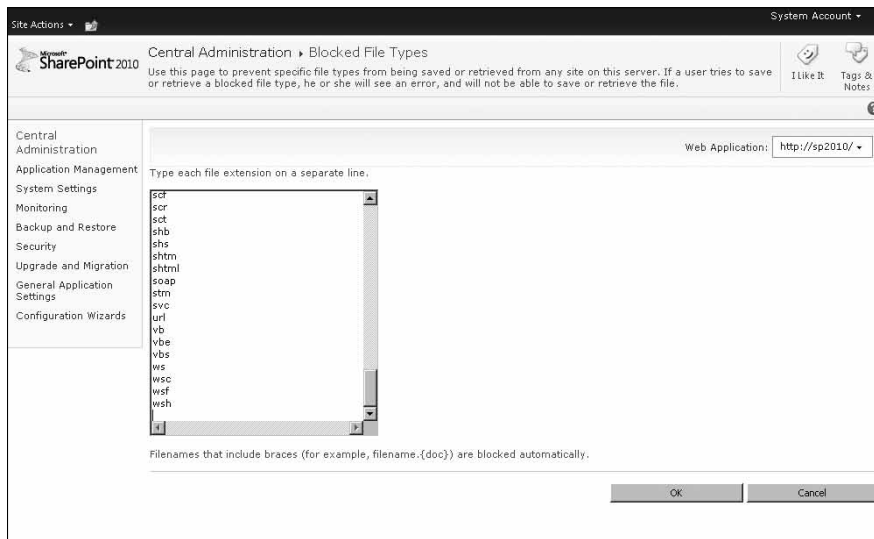 System Account
Site Actions
Microsoft
SharePoint 2010
Central Administration ▸ Blocked File Types
Use this page to prevent specific file types from being saved or retrieved from any site on this server. If a user tries to save
or retrieve a blocked file type, he or she will see an error, and will not be able to save or retrieve the file.
I Like It
Tags &
Notes
Central
Administration
Application Management
System Settings
Monitoring
Backup and Restore
Security
Upgrade and Migration
General Application
Settings
Configuration Wizards
Web Application: http://sp2010/
Type each file extension on a separate line.
scf
scr
sct
shb
shs
shtm
shtml
soap
stm
svc
url
vb
vbe
vbs
ws
wsc
wsf
wsh
Filenames that include braces (for example, filename.{doc}) are blocked automatically.
OK
Cancel